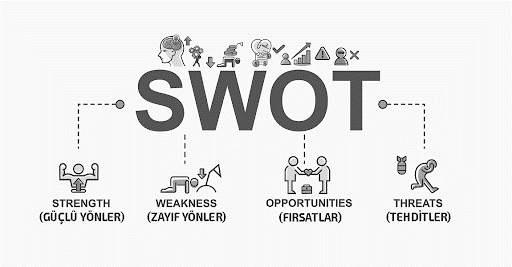 SWOT
STRENGTH
(GÜÇLÜ YÖNLER)
WEAKNESS
(ZAYIF YÖNLER)
OPPORTUNITIES
(FIRSATLAR)
THREATS
(TEHDİTLER)